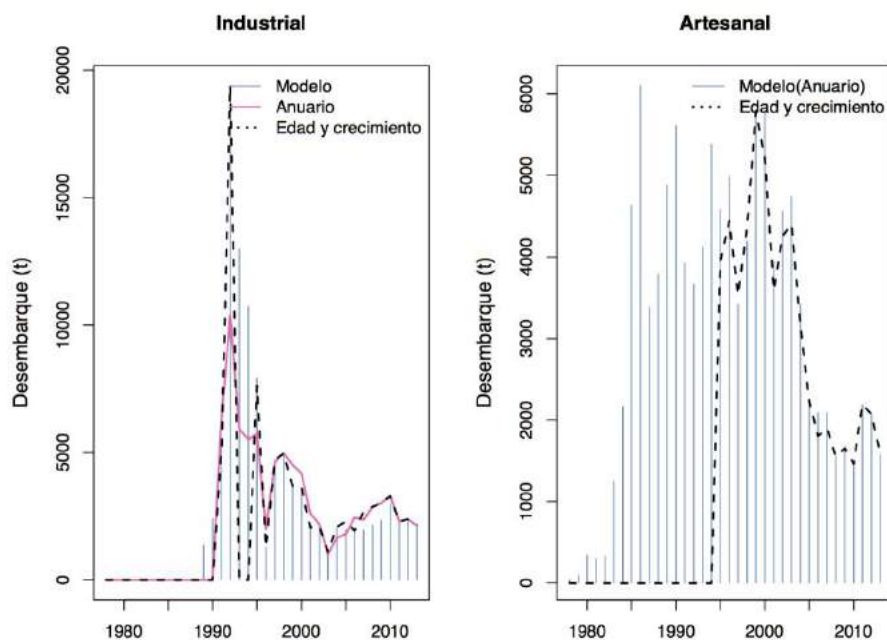 Industrial
Desembarque (t)
20000
15000
10000
5000
0
Modelo
Anuario
Edad y crecimiento
1980 1990 2000 2010
Artesanal
Desembarque (t)
6000
5000
4000
3000
2000
1000
0
Modelo(Anuario)
Edad y crecimiento
1980 1990 2000 2010